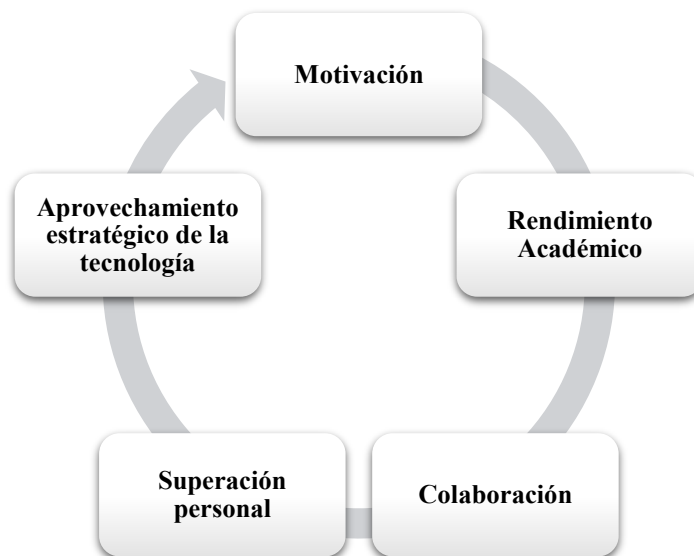 Motivación
Rendimiento
Académico
Colaboración
Superación
personal
Aprovechamiento
estratégico de la
tecnología